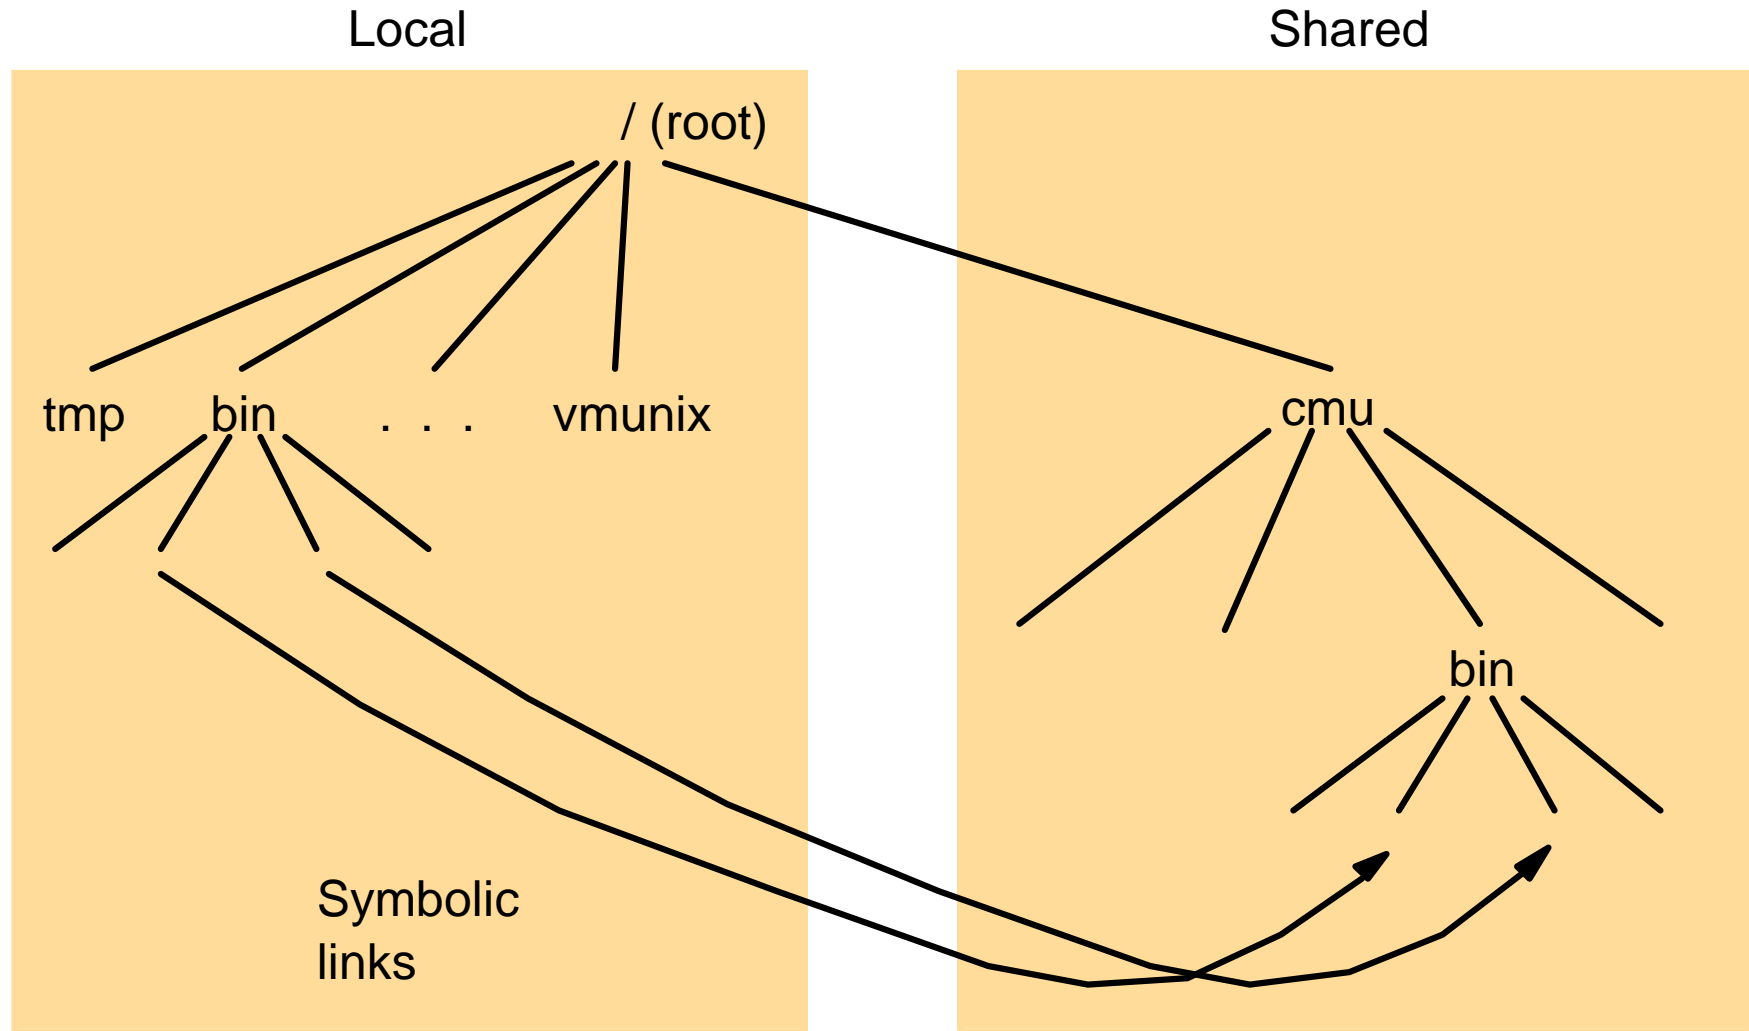 Local
Shared
/ (root)
tmp bin . . . vmunix
cmu
bin
Symbolic
links